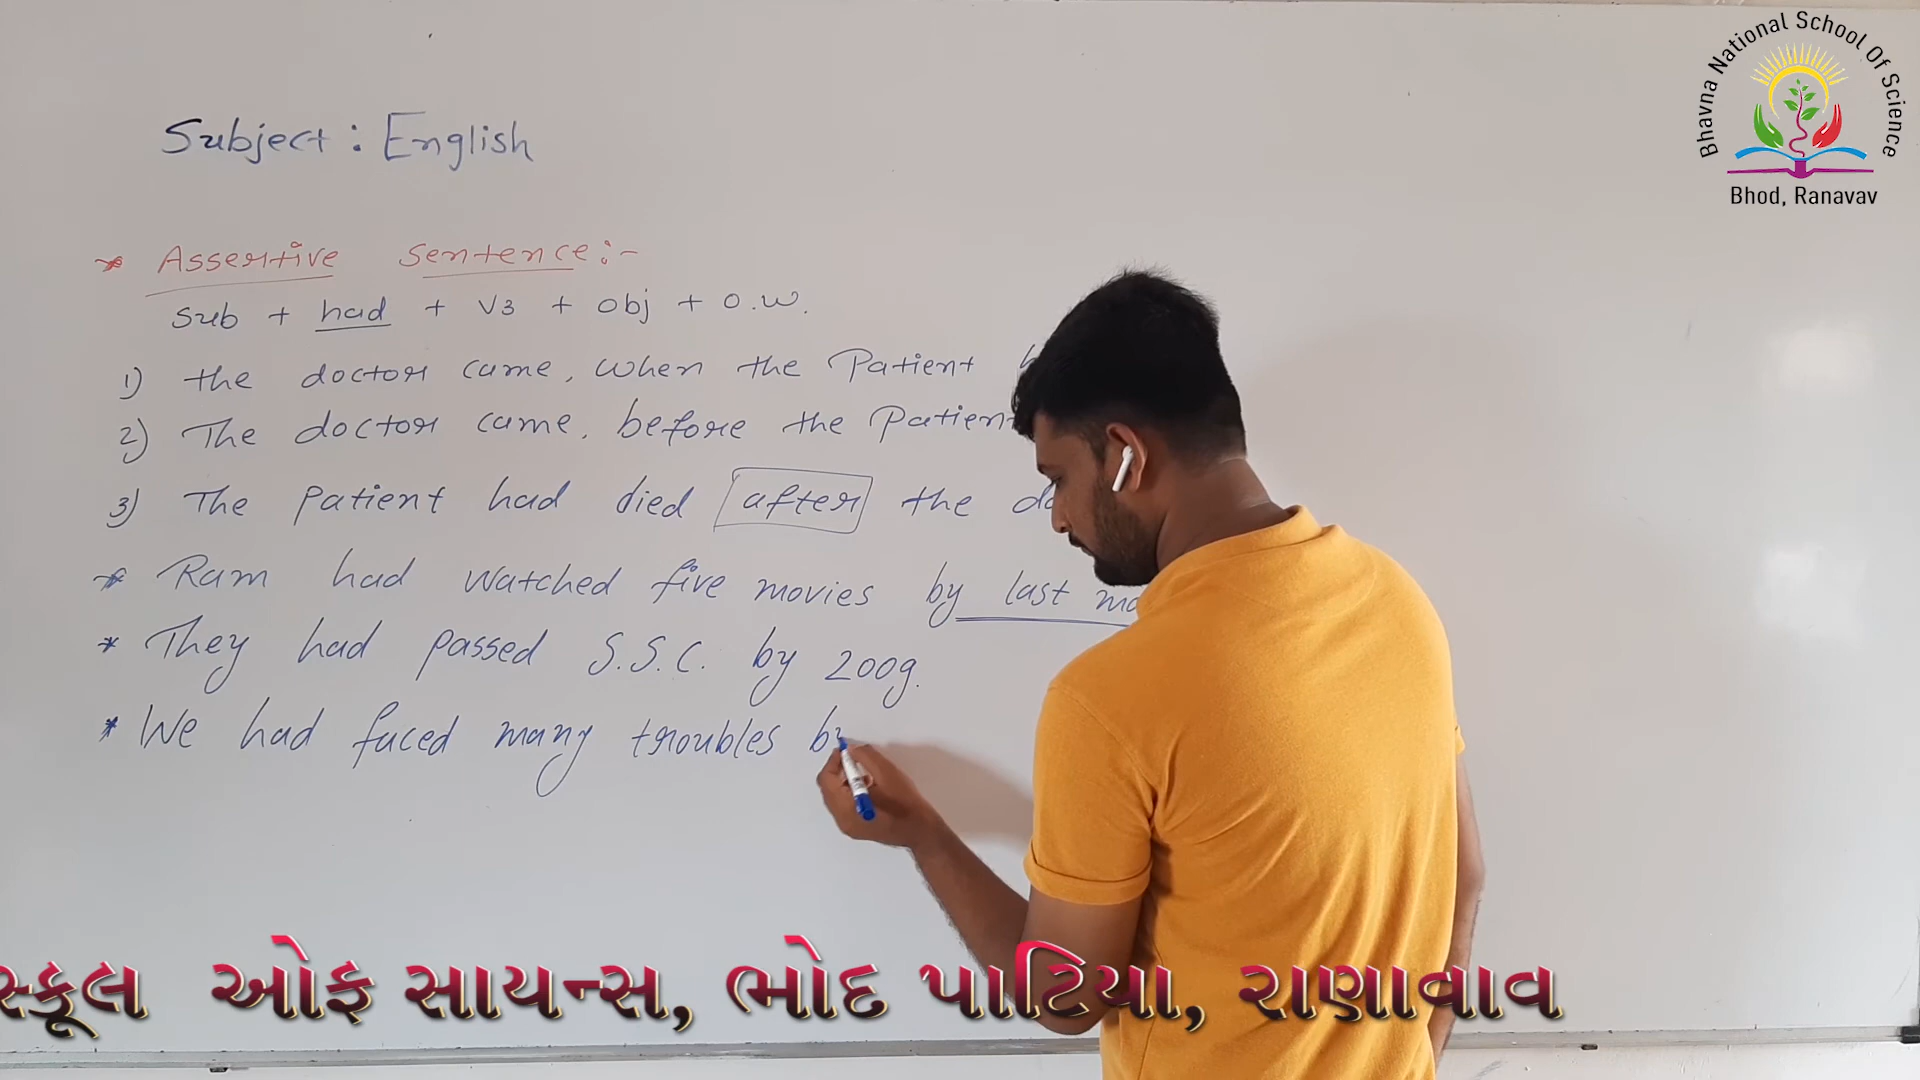 Bhavna National School Of Science
Bhod, Ranavav
Subject : English
* Assertive Sentence :-
Sub + had + V3 + obj + o.w.
1) the doctor came, when the Patient
2) The doctor came, before the Patient
3) The Patient had died after the
* Ram had watched five movies by last
* They had passed S.S.C. by 2009.
* We had faced many troubles by
સ્કૂલ ઓફ સાયન્સ, ભોદ પાટિયા, રાણાવાવ